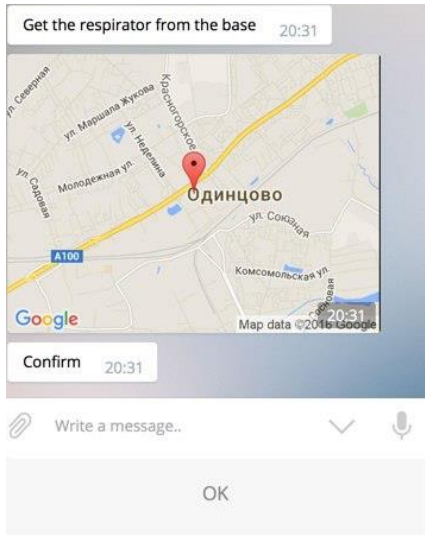 Get the respirator from the base 20:31
ул. Северная
Красногорское
ул. Маршала Жукова
ул. Неделина
Молодежная ул.
ул. Садовая
Одинцово
ул. Союзная
A100
Комсомольская ул.
Сосновая
Google
Map data ©2016 Google
20:31
Confirm 20:31
Write a message..
OK